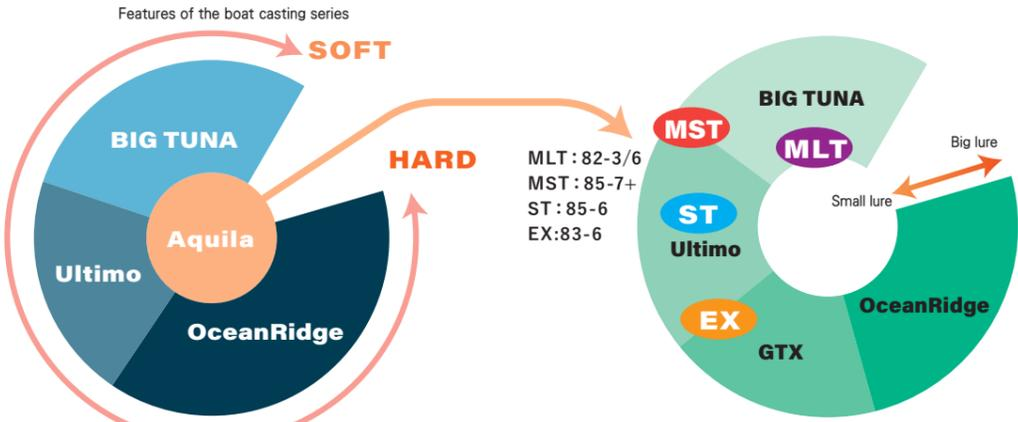 Features of the boat casting series
SOFT
HARD
BIG TUNA
Aquila
Ultimo
OceanRidge
MLT：82-3/6
MST：85-7+
ST：85-6
EX:83-6
BIG TUNA
MST
MLT
ST
Ultimo
EX
GTX
OceanRidge
Big lure
Small lure